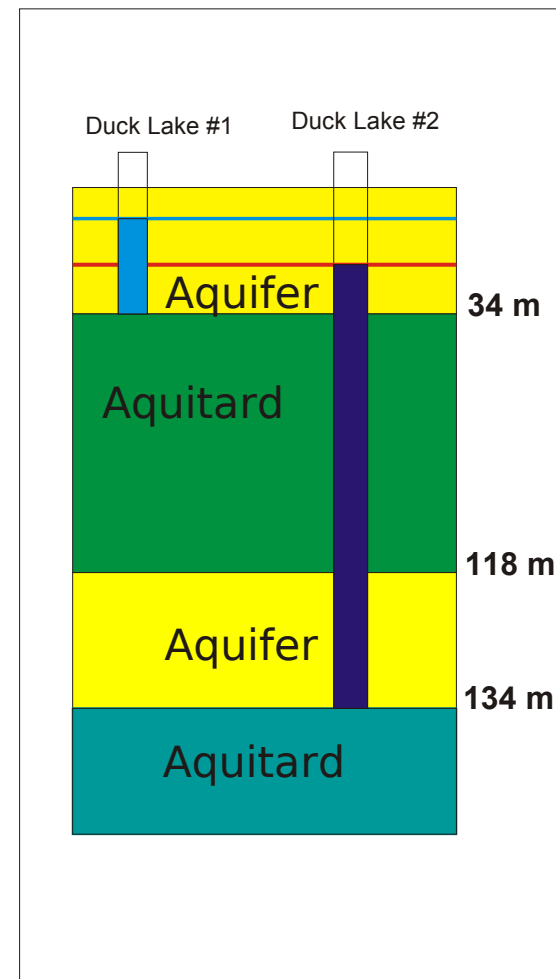 Duck Lake #1
Duck Lake #2
Aquifer
34 m
Aquitard
118 m
Aquifer
134 m
Aquitard